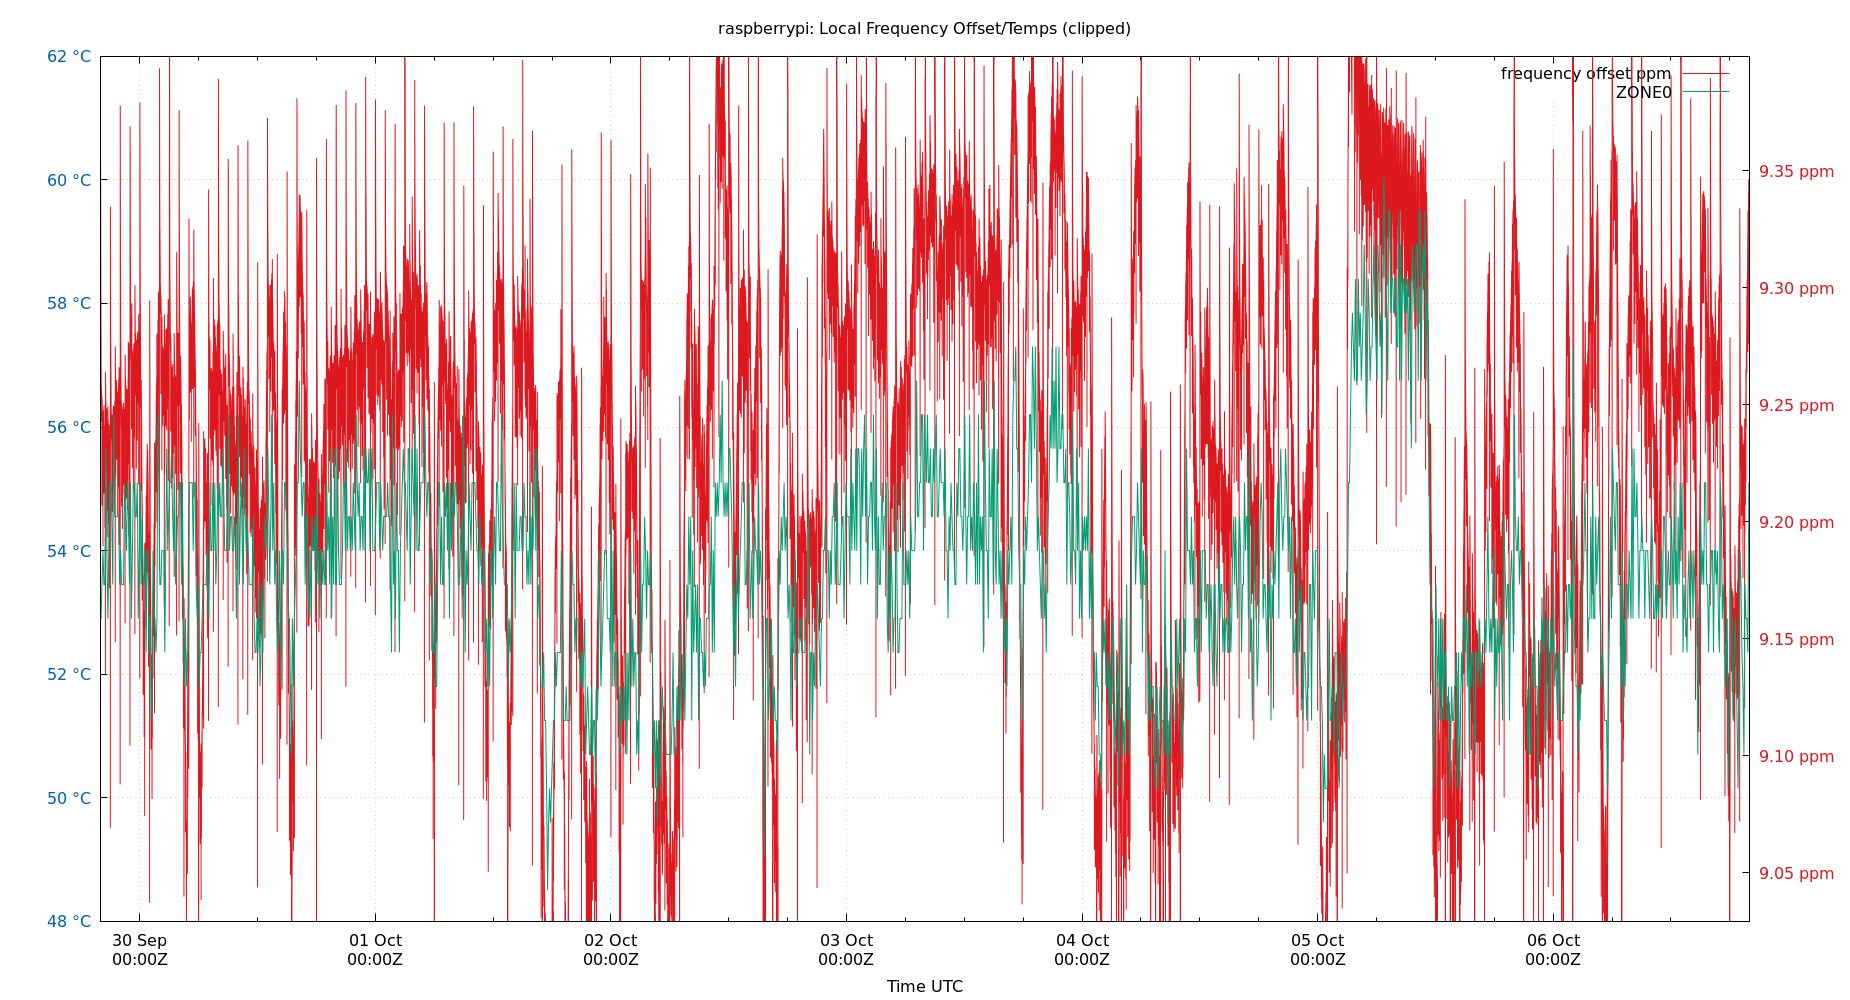 raspberrypi: Local Frequency Offset/Temps (clipped)
62 °C
60 °C
58 °C
56 °C
54 °C
52 °C
50 °C
48 °C
frequency offset ppm
ZONE0
9.35 ppm
9.30 ppm
9.25 ppm
9.20 ppm
9.15 ppm
9.10 ppm
9.05 ppm
30 Sep 01 Oct 02 Oct 03 Oct 04 Oct 05 Oct 06 Oct
00:00Z 00:00Z 00:00Z 00:00Z 00:00Z 00:00Z 00:00Z
Time UTC